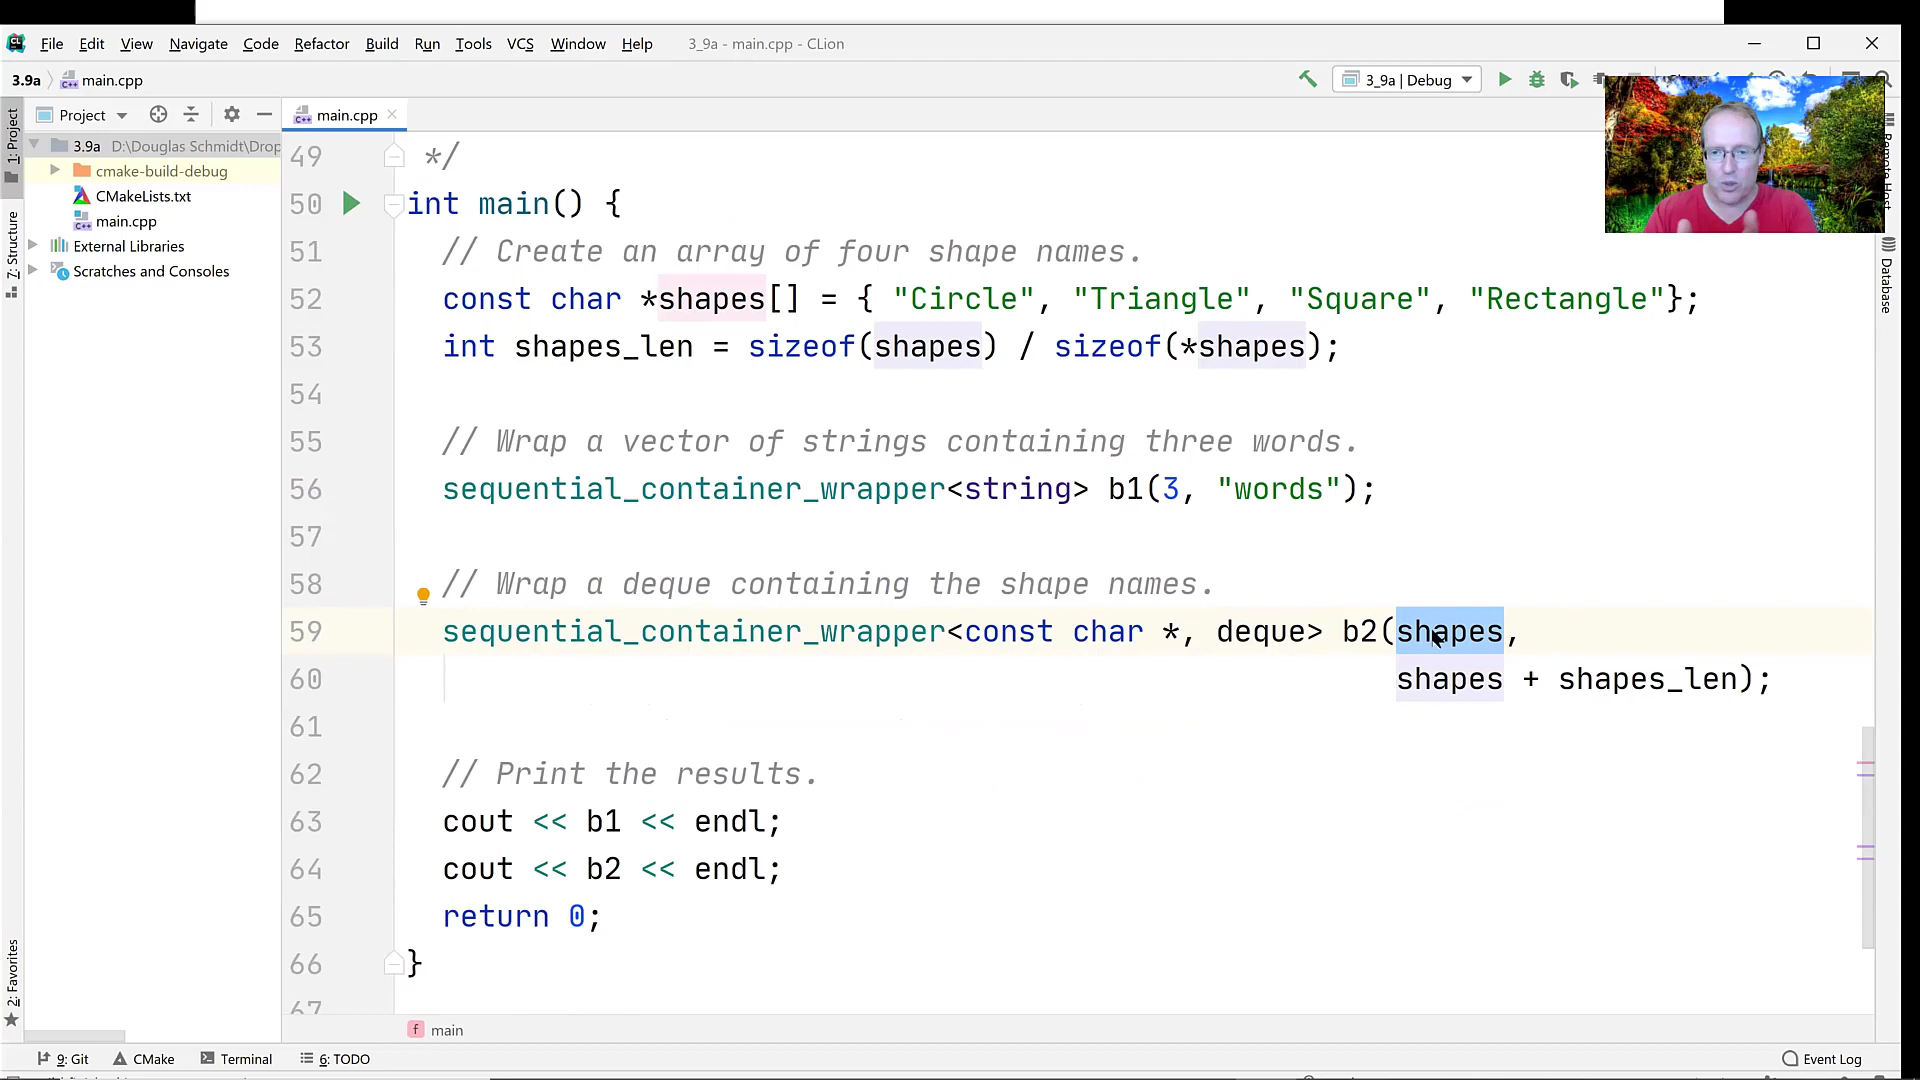 File Edit View Navigate Code Refactor Build Run Tools VCS Window Help 3_9a - main.cpp - CLion
3.9a main.cpp 3_9a | Debug
1: Project
7: Structure
2: Favorites
Project
main.cpp
3.9a D:\Douglas Schmidt\Drop
cmake-build-debug
CMakeLists.txt
main.cpp
External Libraries
Scratches and Consoles
49 */
50 int main() {
51 // Create an array of four shape names.
52 const char *shapes[] = { "Circle", "Triangle", "Square", "Rectangle"};
53 int shapes_len = sizeof(shapes) / sizeof(*shapes);
54
55 // Wrap a vector of strings containing three words.
56 sequential_container_wrapper<string> b1(3, "words");
57
58 // Wrap a deque containing the shape names.
59 sequential_container_wrapper<const char *, deque> b2(shapes,
60 shapes + shapes_len);
61
62 // Print the results.
63 cout << b1 << endl;
64 cout << b2 << endl;
65 return 0;
66 }
67
f main
Database
9: Git CMake Terminal 6: TODO Event Log